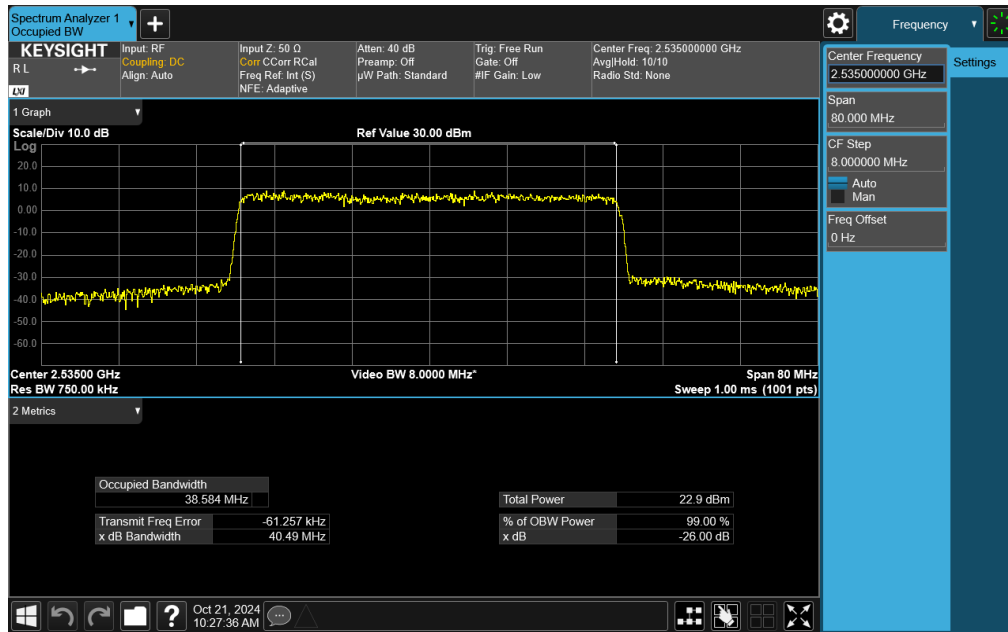 Spectrum Analyzer 1
Occupied BW
Frequency
KEYSIGHT
RL
LXI
Input: RF
Coupling: DC
Align: Auto
Input Z: 50 Ω
Corr CCorr RCal
Freq Ref: Int (S)
NFE: Adaptive
Atten: 40 dB
Preamp: Off
µW Path: Standard
Trig: Free Run
Gate: Off
#IF Gain: Low
Center Freq: 2.535000000 GHz
Avg|Hold: 10/10
Radio Std: None
Center Frequency
2.535000000 GHz
Settings
Span
80.000 MHz
CF Step
8.000000 MHz
Auto
Man
Freq Offset
0 Hz
1 Graph
Scale/Div 10.0 dB
Ref Value 30.00 dBm
Log
20.0
10.0
0.00
-10.0
-20.0
-30.0
-40.0
-50.0
-60.0
Center 2.53500 GHz
Video BW 8.0000 MHz*
Span 80 MHz
Res BW 750.00 kHz
Sweep 1.00 ms (1001 pts)
2 Metrics
Occupied Bandwidth
38.584 MHz
Total Power 22.9 dBm
Transmit Freq Error -61.257 kHz
% of OBW Power 99.00 %
x dB Bandwidth 40.49 MHz
x dB -26.00 dB
Oct 21, 2024
10:27:36 AM